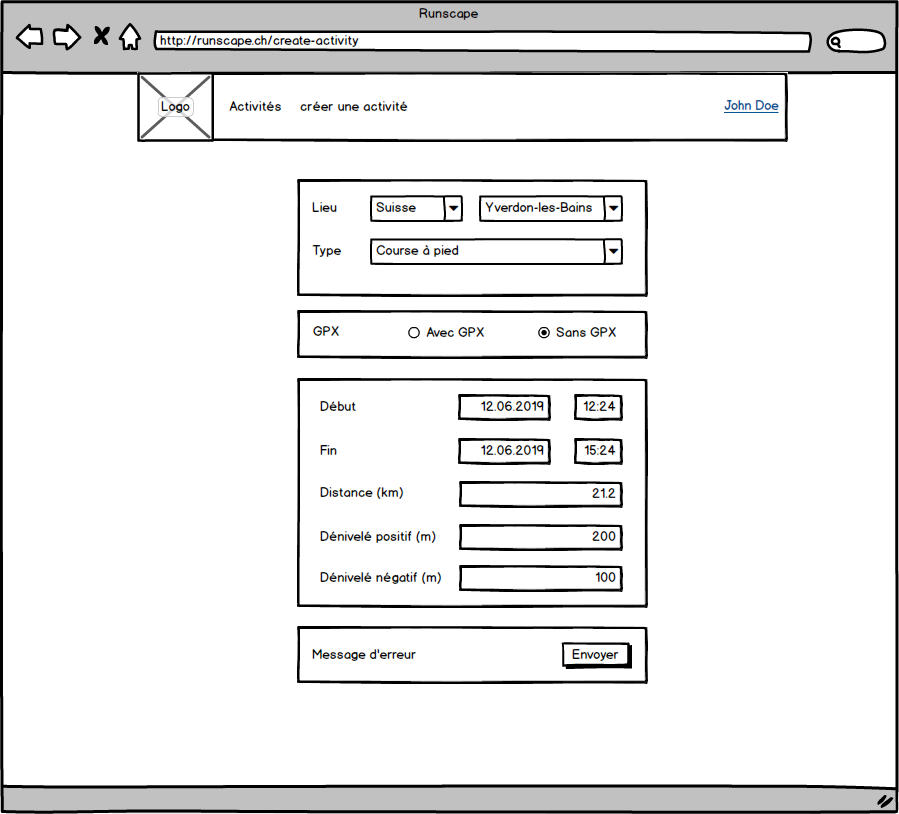 Runscape
http://runscape.ch/create-activity
Logo Activités créer une activité John Doe
Lieu Suisse Yverdon-les-Bains
Type Course à pied
GPX Avec GPX Sans GPX
Début 12.06.2019 12:24
Fin 12.06.2019 15:24
Distance (km) 21.2
Dénivelé positif (m) 200
Dénivelé négatif (m) 100
Message d'erreur Envoyer